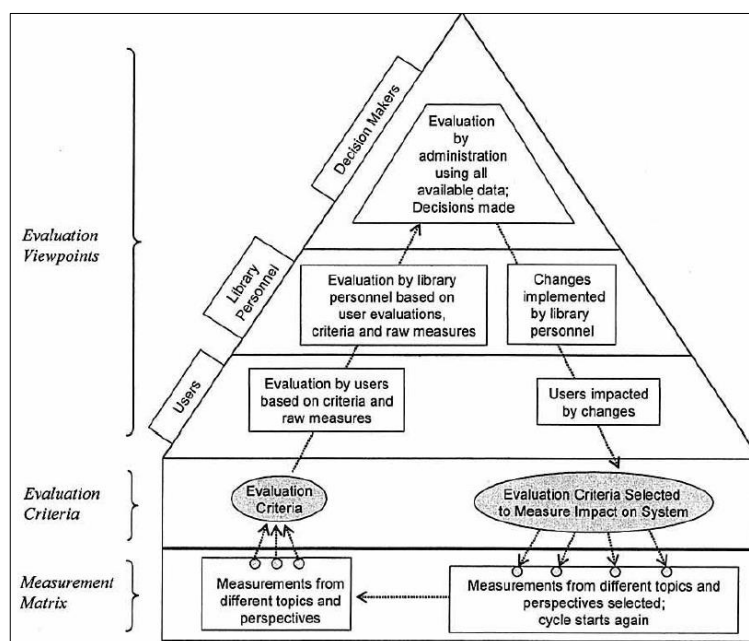 Decision Makers
Evaluation
by
administration
using all
available data;
Decisions made
Evaluation
Viewpoints
Library
Personnel
Evaluation by library
personnel based on
user evaluations,
criteria and raw measures
Changes
implemented
by library
personnel
Users
Evaluation by users
based on criteria and
raw measures
Users impacted
by changes
Evaluation
Criteria
Evaluation
Criteria
Evaluation Criteria Selected
to Measure Impact on System
Measurement
Matrix
Measurements from
different topics and
perspectives
Measurements from different topics and
perspectives selected;
cycle starts again